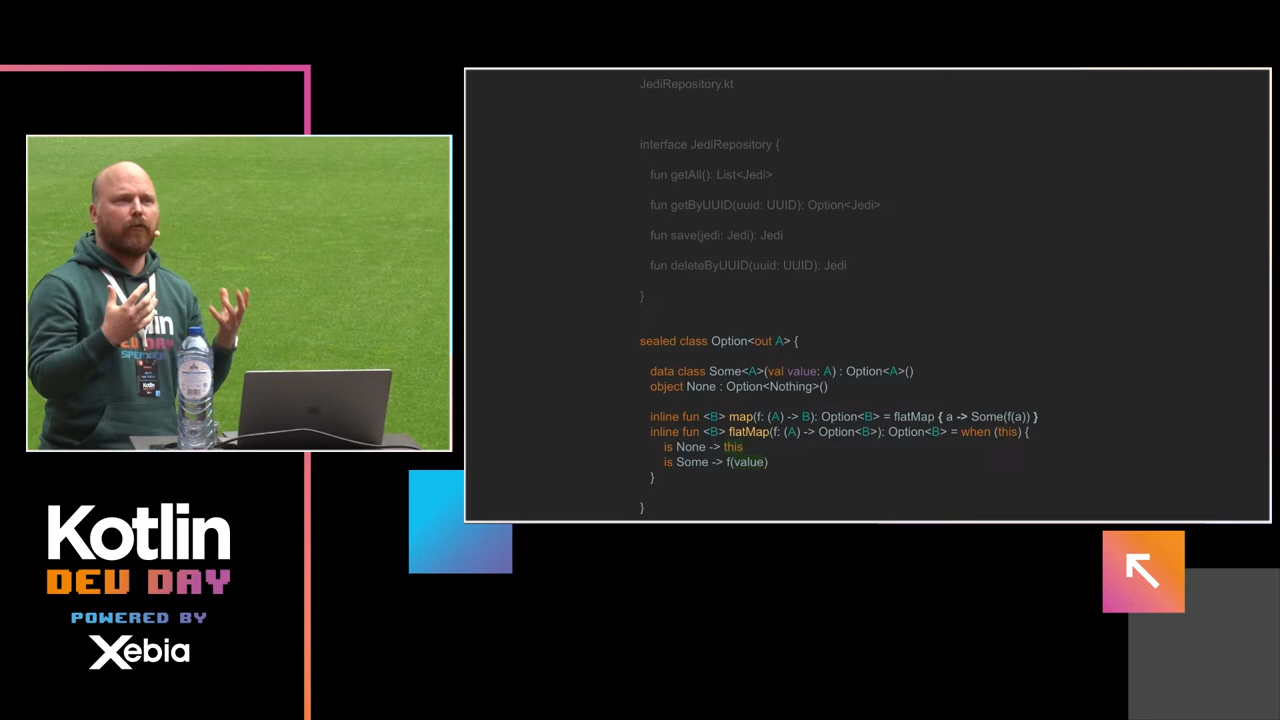 JediRepository.kt
interface JediRepository {
fun getAll(): List<Jedi>
fun getByUUID(uuid: UUID): Option<Jedi>
fun save(jedi: Jedi): Jedi
fun deleteByUUID(uuid: UUID): Jedi
}
sealed class Option<out A> {
data class Some<A>(val value: A) : Option<A>()
object None : Option<Nothing>()
inline fun <B> map(f: (A) -> B): Option<B> = flatMap { a -> Some(f(a)) }
inline fun <B> flatMap(f: (A) -> Option<B>): Option<B> = when (this) {
is None -> this
is Some -> f(value)
}
}
Kotlin
DEV DAY
POWERED BY
Xebia
Kotlin